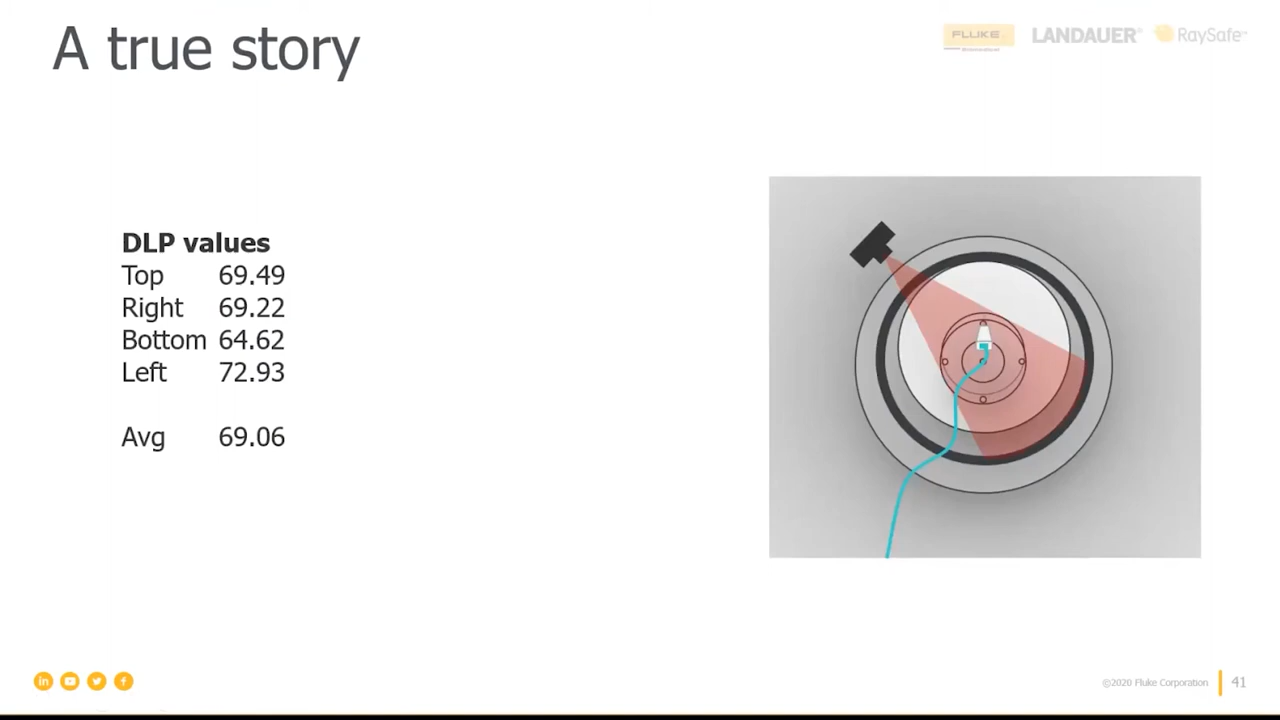 A true story
FLUKE
LANDAUER®
RaySafe™
DLP values
Top 69.49
Right 69.22
Bottom 64.62
Left 72.93
Avg 69.06
©2020 Fluke Corporation
41